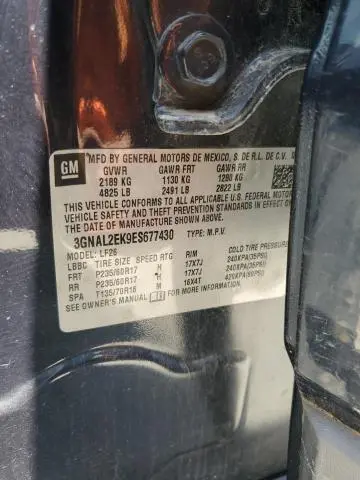 GM
MFD BY GENERAL MOTORS DE MEXICO, S. DE R.L. DE C.V.
GVWR GAWR FRT GAWR RR
2189 KG 1130 KG 1280 KG
4825 LB 2491 LB 2822 LB
THIS VEHICLE CONFORMS TO ALL APPLICABLE U.S. FEDERAL MOTOR
VEHICLE SAFETY AND THEFT PREVENTION STANDARDS IN EFFECT ON THE
DATE OF MANUFACTURE SHOWN ABOVE.
3GNAL2EK9ES677430 TYPE: M.P.V.
MODEL: LF26
LBBC TIRE SIZE SPEED RTG RIM COLD TIRE PRESSURE
FRT P235/60R17 H 17X7J 240KPA(35PSI)
RR P235/60R17 H 17X7J 240KPA(35PSI)
SPA T135/70R16 M 16X4T 420KPA(60PSI)
SEE OWNER'S MANUAL FOR